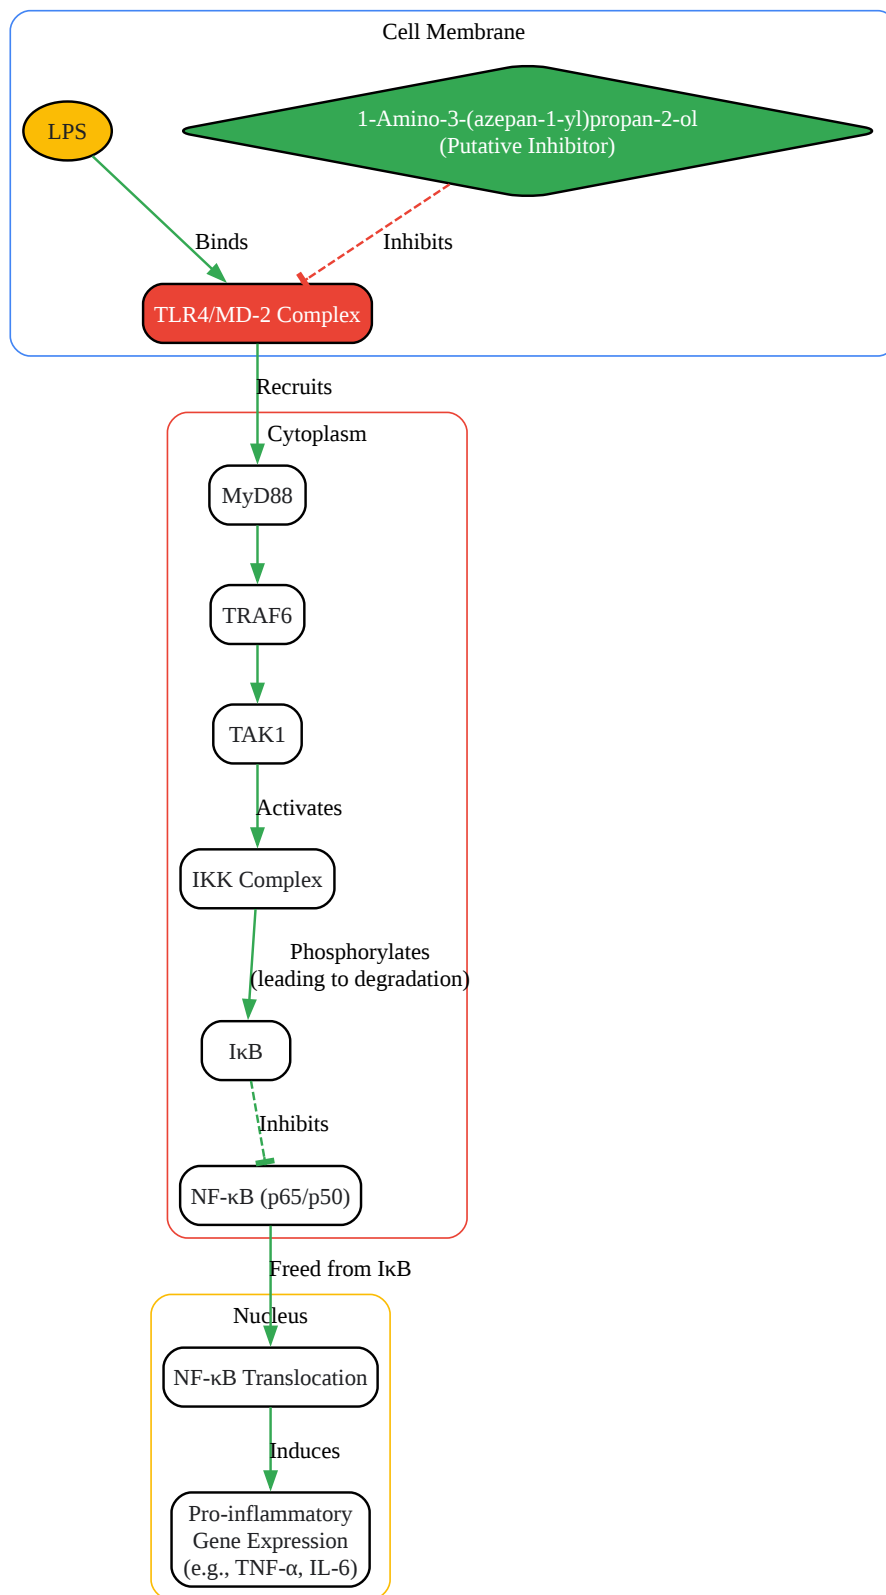 Cell Membrane
LPS
1-Amino-3-(azepan-1-yl)propan-2-ol
(Putative Inhibitor)
Binds
Inhibits
TLR4/MD-2 Complex
Recruits
Cytoplasm
MyD88
TRAF6
TAK1
Activates
IKK Complex
Phosphorylates
(leading to degradation)
IκB
Inhibits
NF-κB (p65/p50)
Freed from IκB
Nucleus
NF-κB Translocation
Induces
Pro-inflammatory
Gene Expression
(e.g., TNF-α, IL-6)